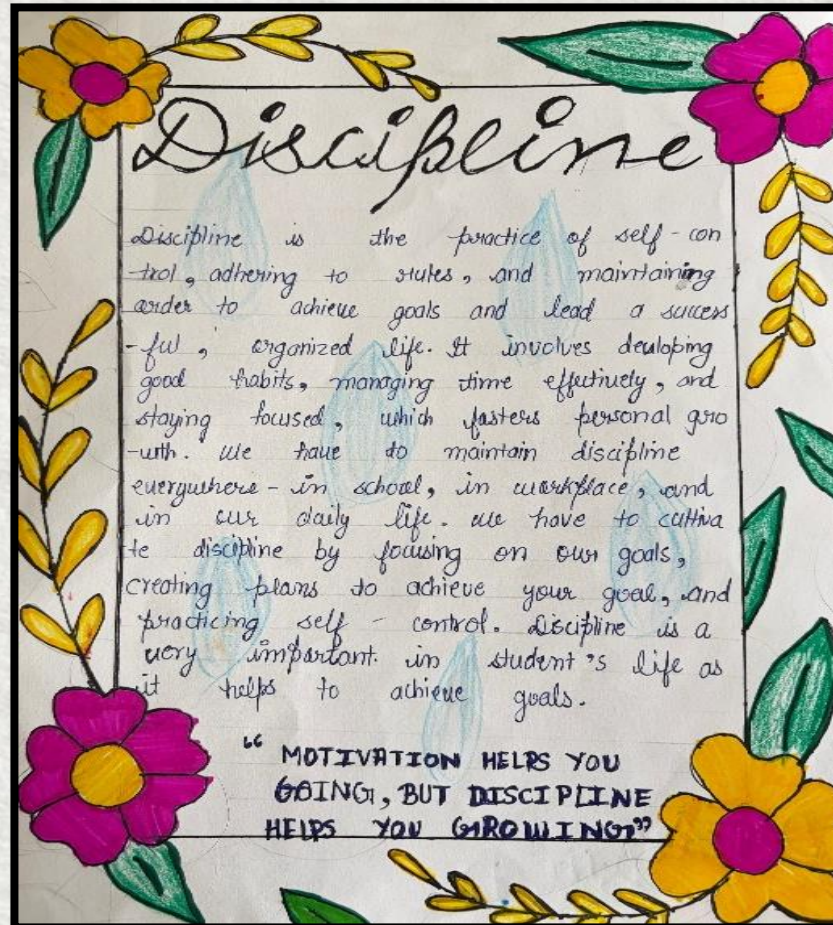 Discipline
Discipline is the practice of self-con
trol, adhering to rules, and maintaining
order to achieve goals and lead a success
-ful, organized life. It involves devloping
good habits, managing time effectively, and
staying focused, which fasters personal gro
-wth. We have to maintain discipline
everywhere - in school, in workplace, and
in our daily life. We have to cultiva
te discipline by focusing on our goals,
creating plans to achieve your goal, and
practicing self - control. Discipline is a
very important in student's life as
it helps to achieve goals.
"MOTIVATION HELPS YOU
GOING, BUT DISCIPLINE
HELPS YOU GROWING"